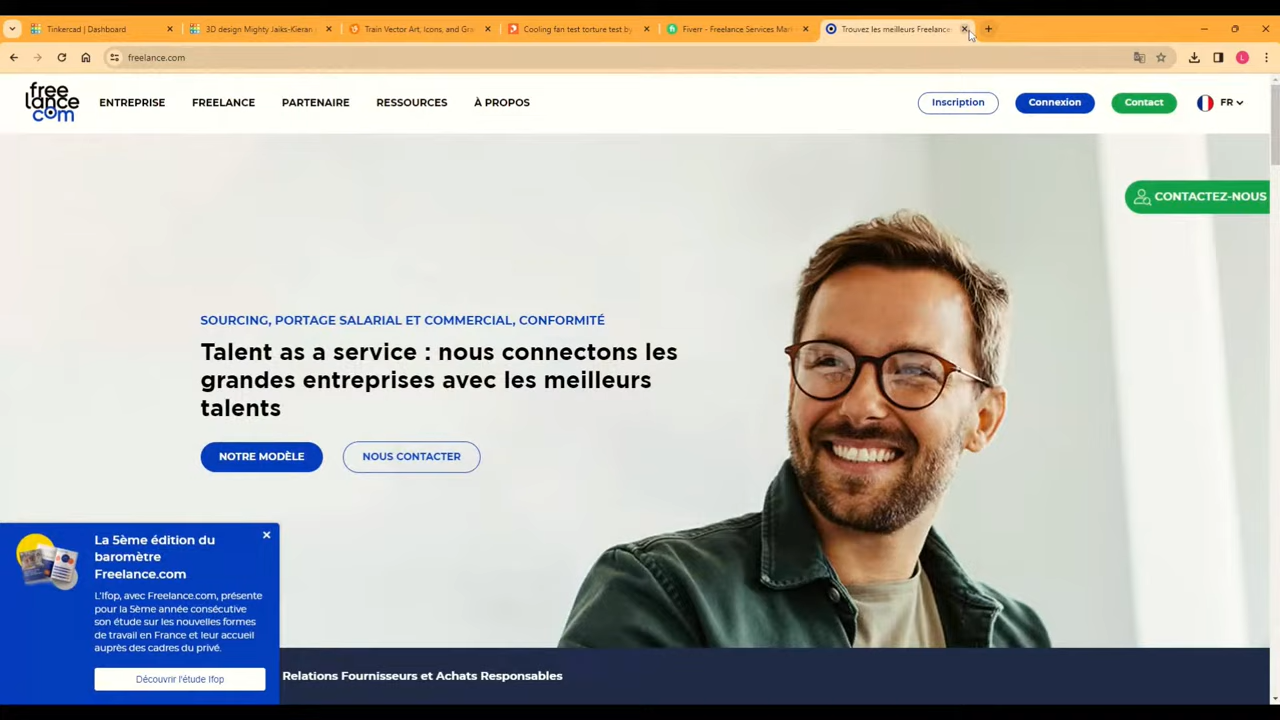 Tinkercad | Dashboard
3D design Mighty Jaiks-Kieran
Train Vector Art, Icons, and Gra
Cooling fan test torture test by
Fiverr - Freelance Services Mar
Trouvez les meilleurs Freelance
freelance.com
free
lance
com
ENTREPRISE
FREELANCE
PARTENAIRE
RESSOURCES
À PROPOS
Inscription
Connexion
Contact
FR
CONTACTEZ-NOUS
SOURCING, PORTAGE SALARIAL ET COMMERCIAL, CONFORMITÉ
Talent as a service : nous connectons les
grandes entreprises avec les meilleurs
talents
NOTRE MODÈLE
NOUS CONTACTER
La 5ème édition du
baromètre
Freelance.com
L'Ifop, avec Freelance.com, présente
pour la 5ème année consécutive
son étude sur les nouvelles formes
de travail en France et leur accueil
auprès des cadres du privé.
Découvrir l'étude Ifop
Relations Fournisseurs et Achats Responsables